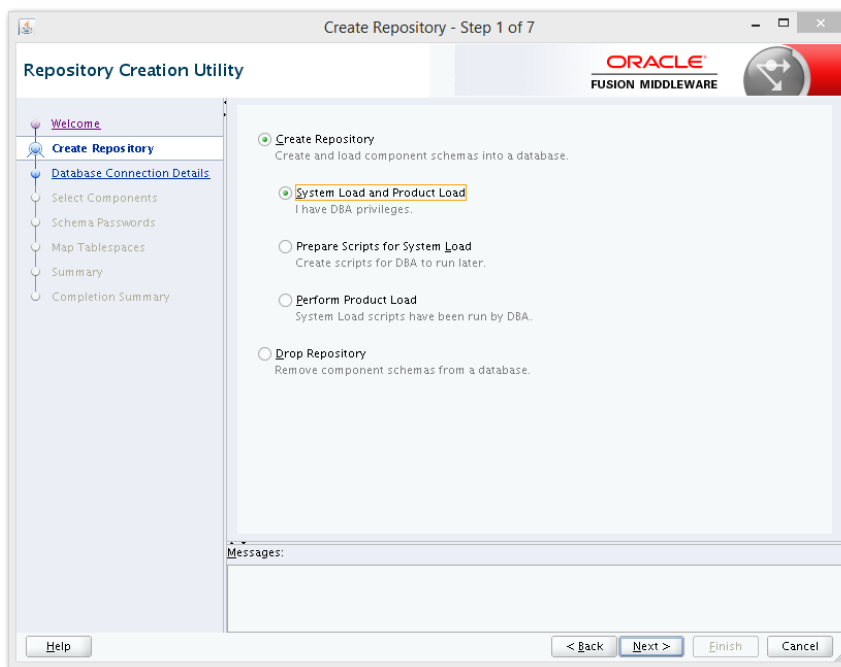 Create Repository - Step 1 of 7
Repository Creation Utility
ORACLE
FUSION MIDDLEWARE
Welcome
Create Repository
Database Connection Details
Select Components
Schema Passwords
Map Tablespaces
Summary
Completion Summary
Create Repository
Create and load component schemas into a database.
System Load and Product Load
I have DBA privileges.
Prepare Scripts for System Load
Create scripts for DBA to run later.
Perform Product Load
System Load scripts have been run by DBA.
Drop Repository
Remove component schemas from a database.
Messages:
Help
< Back
Next >
Finish
Cancel